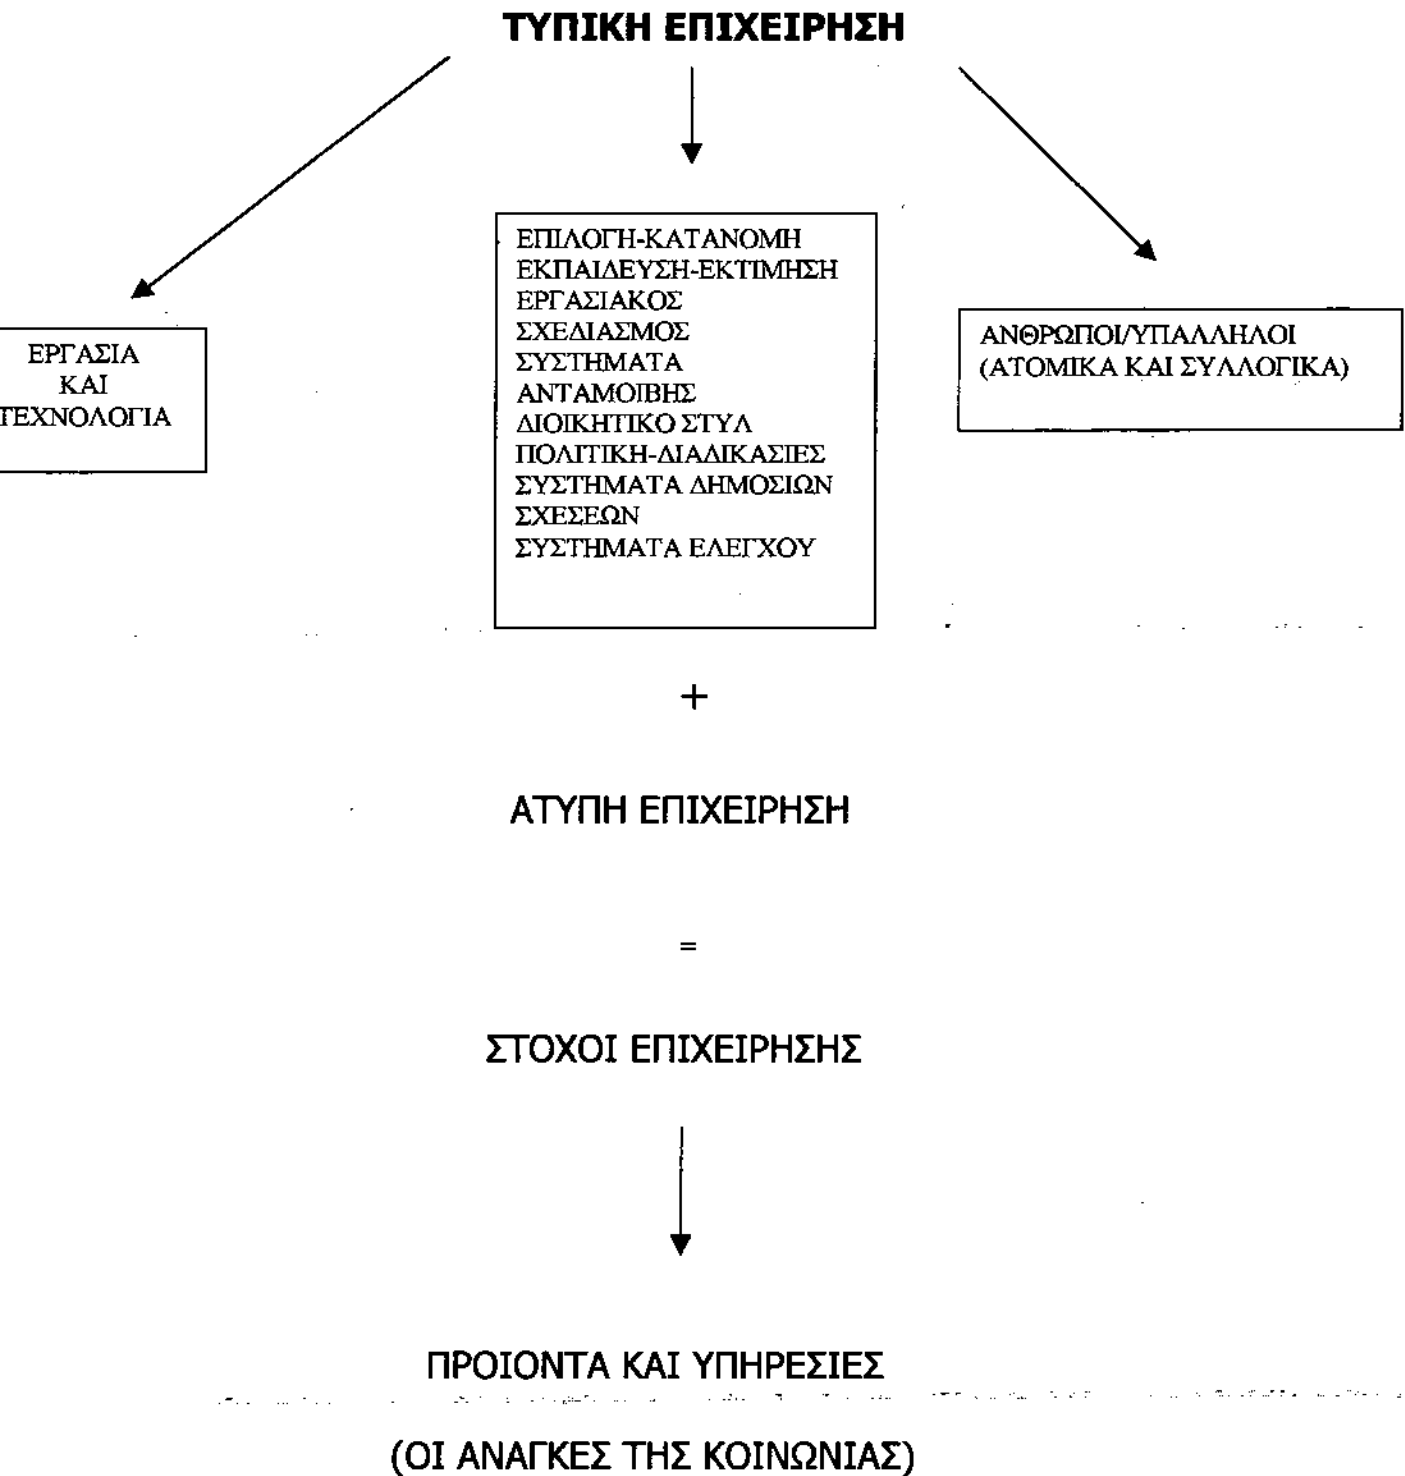 ΤΥΠΙΚΗ ΕΠΙΧΕΙΡΗΣΗ
ΕΡΓΑΣΙΑ
ΚΑΙ
ΤΕΧΝΟΛΟΓΙΑ
ΕΠΙΛΟΓΗ-ΚΑΤΑΝΟΜΗ
ΕΚΠΑΙΔΕΥΣΗ-ΕΚΤΙΜΗΣΗ
ΕΡΓΑΣΙΑΚΟΣ
ΣΧΕΔΙΑΣΜΟΣ
ΣΥΣΤΗΜΑΤΑ
ΑΝΤΑΜΟΙΒΗΣ
ΔΙΟΙΚΗΤΙΚΟ ΣΤΥΛ
ΠΟΛΙΤΙΚΗ-ΔΙΑΔΙΚΑΣΙΕΣ
ΣΥΣΤΗΜΑΤΑ ΔΗΜΟΣΙΩΝ
ΣΧΕΣΕΩΝ
ΣΥΣΤΗΜΑΤΑ ΕΛΕΓΧΟΥ
ΑΝΘΡΩΠΟΙ/ΥΠΑΛΛΗΛΟΙ
(ΑΤΟΜΙΚΑ ΚΑΙ ΣΥΛΛΟΓΙΚΑ)
+
ΑΤΥΠΗ ΕΠΙΧΕΙΡΗΣΗ
=
ΣΤΟΧΟΙ ΕΠΙΧΕΙΡΗΣΗΣ
ΠΡΟΙΟΝΤΑ ΚΑΙ ΥΠΗΡΕΣΙΕΣ
(ΟΙ ΑΝΑΓΚΕΣ ΤΗΣ ΚΟΙΝΩΝΙΑΣ)